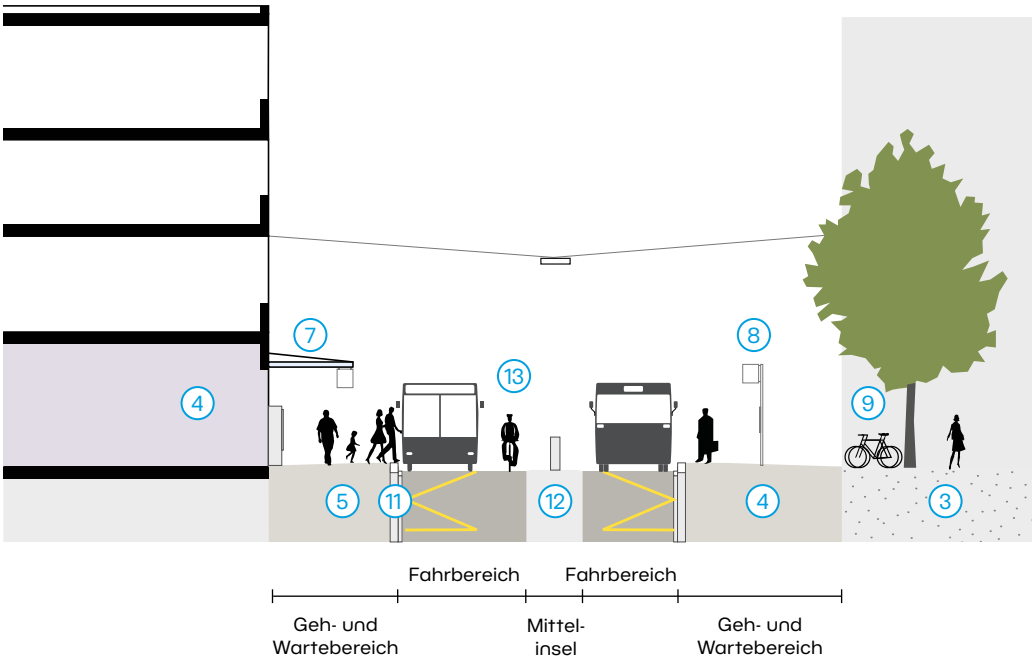 7
8
13
4
9
5
11
12
4
3
Fahrbereich
Fahrbereich
Geh- und
Wartebereich
Mittel-
insel
Geh- und
Wartebereich